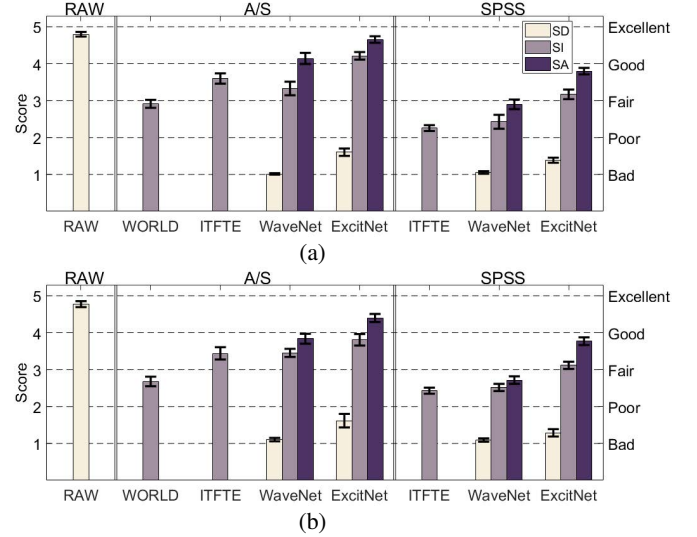 RAW A/S SPSS
5 Excellent
SD
SI
SA
4 Good
3 Fair
2 Poor
1 Bad
Score
RAW WORLD ITFTE WaveNet ExcitNet ITFTE WaveNet ExcitNet
(a)
RAW A/S SPSS
5 Excellent
4 Good
3 Fair
2 Poor
1 Bad
Score
RAW WORLD ITFTE WaveNet ExcitNet ITFTE WaveNet ExcitNet
(b)